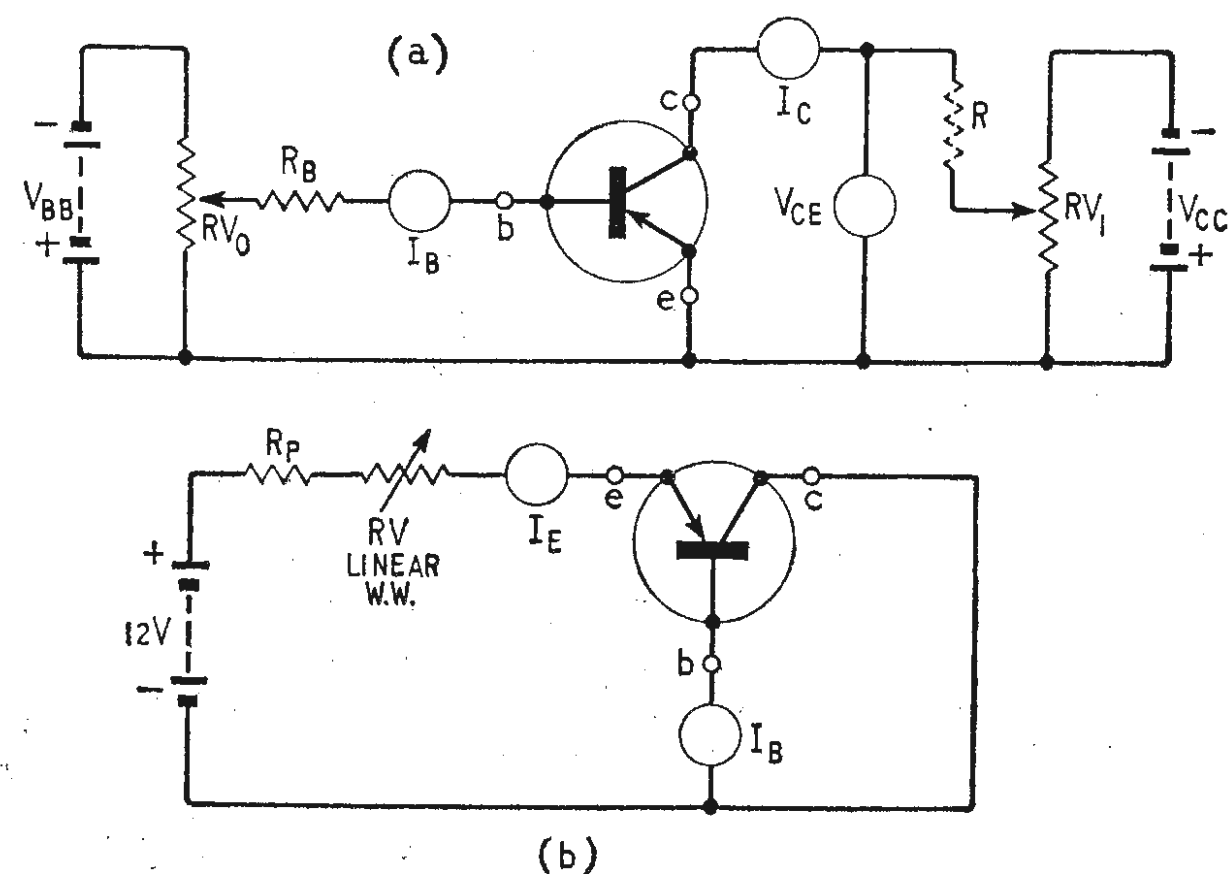 (a)
−
V_BB
+
RV_0
R_B
I_B
b
c
e
I_C
V_CE
R
RV_1
−
V_CC
+
R_P
RV
LINEAR
W.W.
I_E
e
c
+
12V
−
b
I_B
(b)